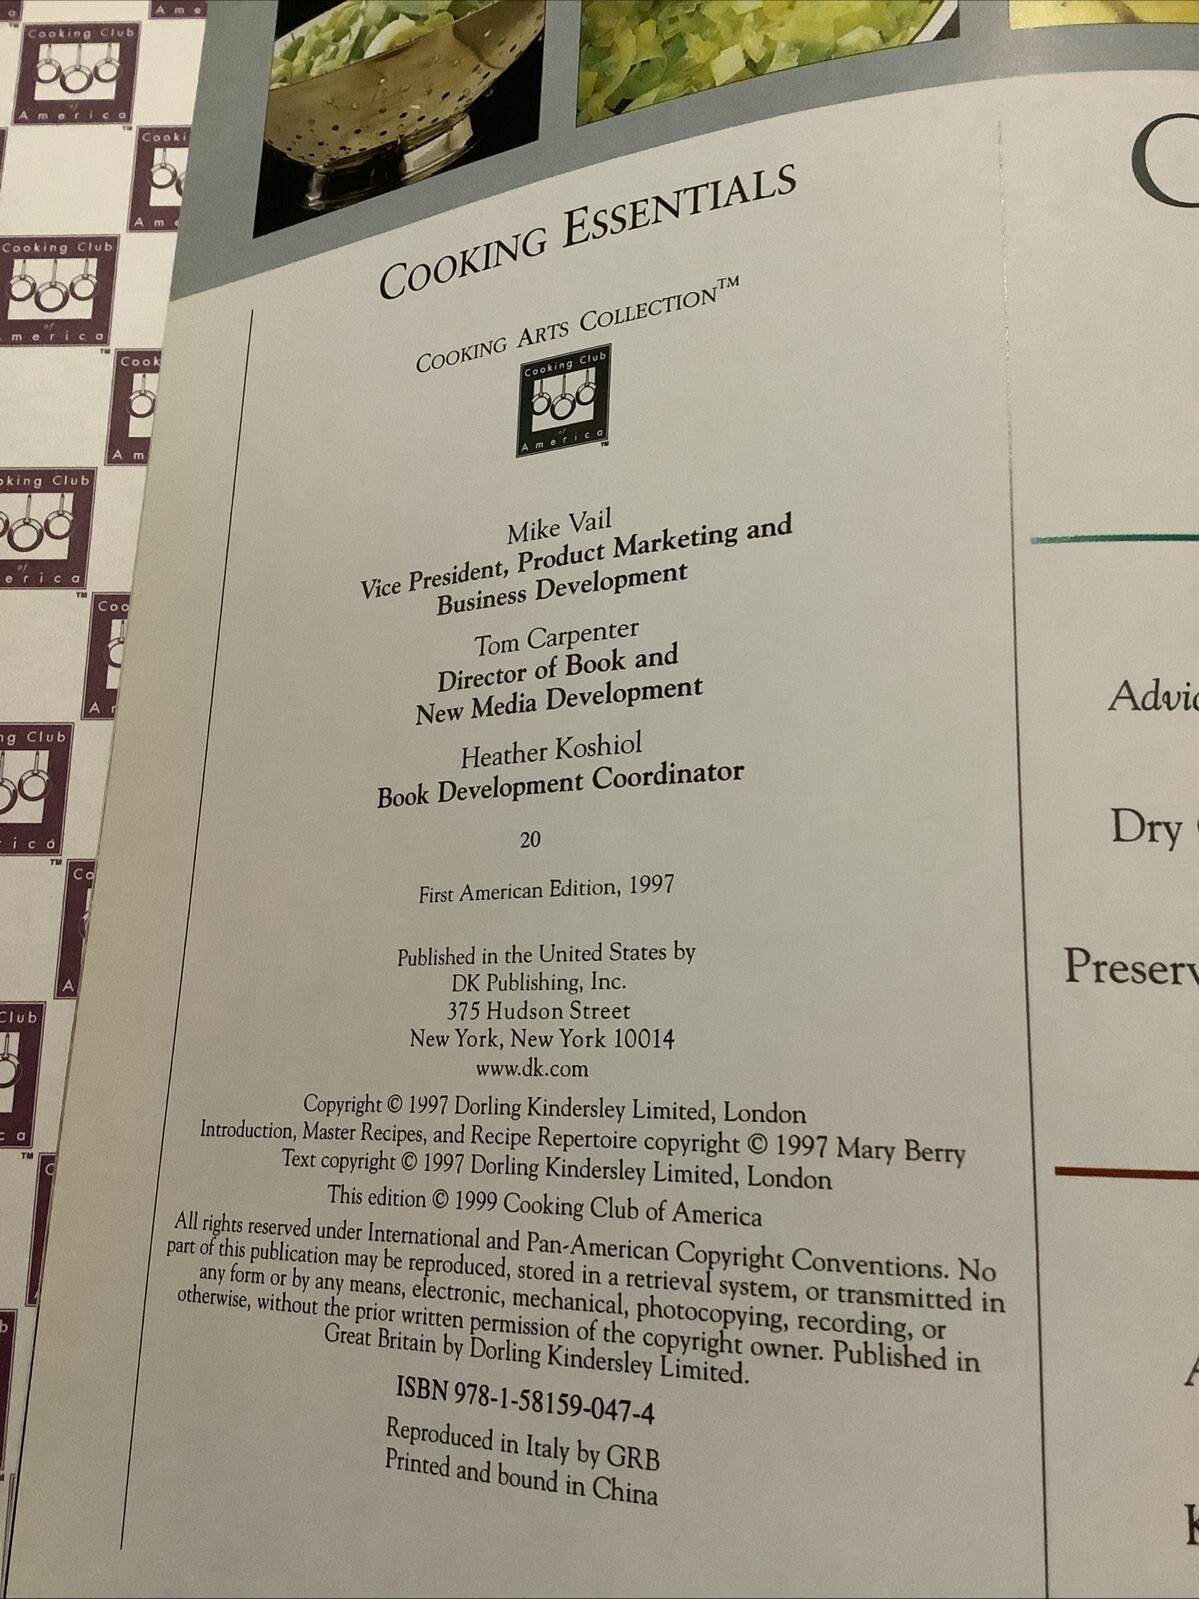 COOKING ESSENTIALS
COOKING ARTS COLLECTION™
Cooking Club
of
America
™
Mike Vail
Vice President, Product Marketing and
Business Development
Tom Carpenter
Director of Book and
New Media Development
Heather Koshiol
Book Development Coordinator
20
First American Edition, 1997
Published in the United States by
DK Publishing, Inc.
375 Hudson Street
New York, New York 10014
www.dk.com
Copyright © 1997 Dorling Kindersley Limited, London
Introduction, Master Recipes, and Recipe Repertoire copyright © 1997 Mary Berry
Text copyright © 1997 Dorling Kindersley Limited, London
This edition © 1999 Cooking Club of America
All rights reserved under International and Pan-American Copyright Conventions. No
part of this publication may be reproduced, stored in a retrieval system, or transmitted in
any form or by any means, electronic, mechanical, photocopying, recording, or
otherwise, without the prior written permission of the copyright owner. Published in
Great Britain by Dorling Kindersley Limited.
ISBN 978-1-58159-047-4
Reproduced in Italy by GRB
Printed and bound in China
Cooking Club
of
America
™
Cooking Club
Dry